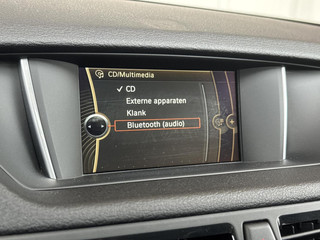 CD/Multimedia
CD
Externe apparaten
Klank
Bluetooth (audio)